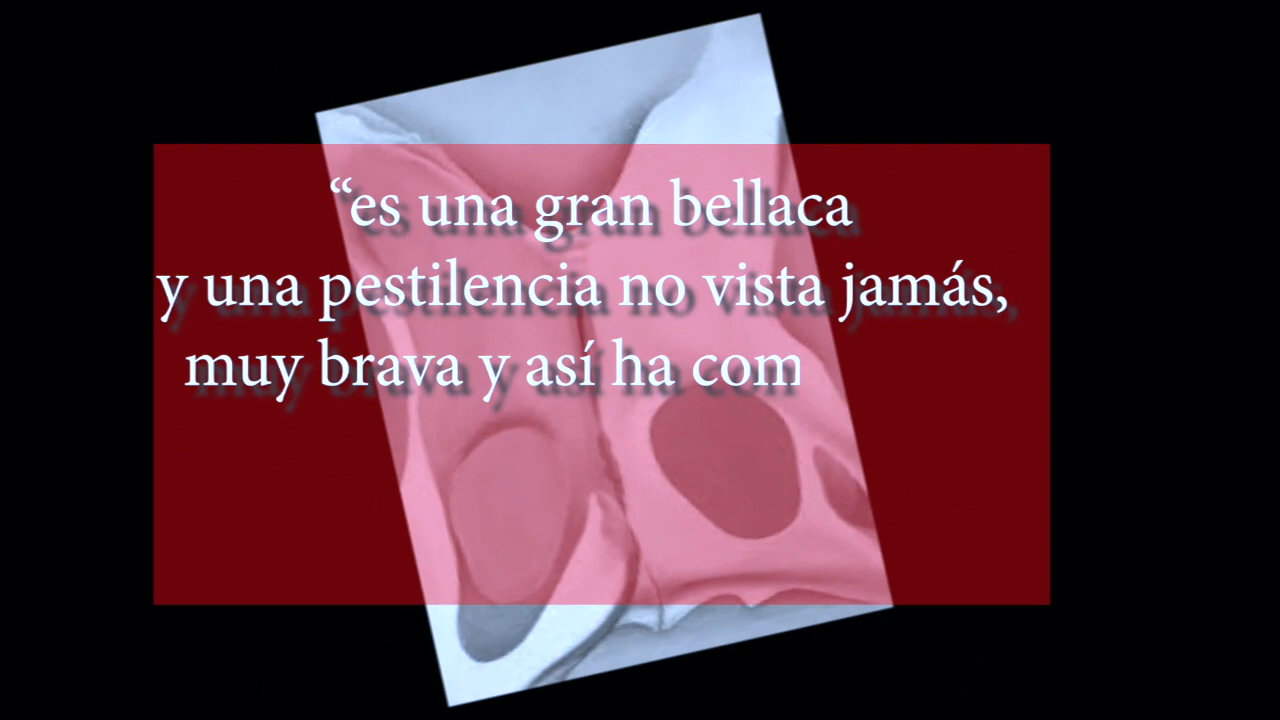 “es una gran bellaca
y una pestilencia no vista jamás,
muy brava y así ha com